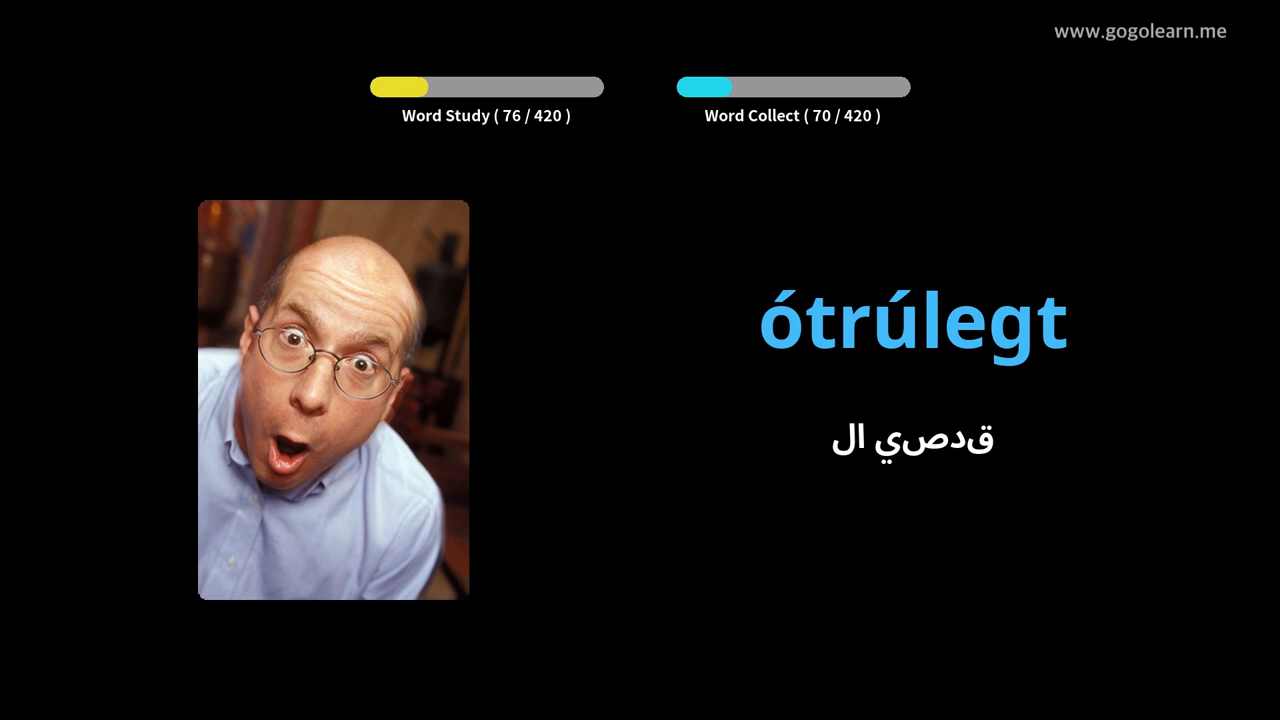 www.gogolearn.me
Word Study ( 76 / 420 )
Word Collect ( 70 / 420 )
ótrúlegt
قدصي ال